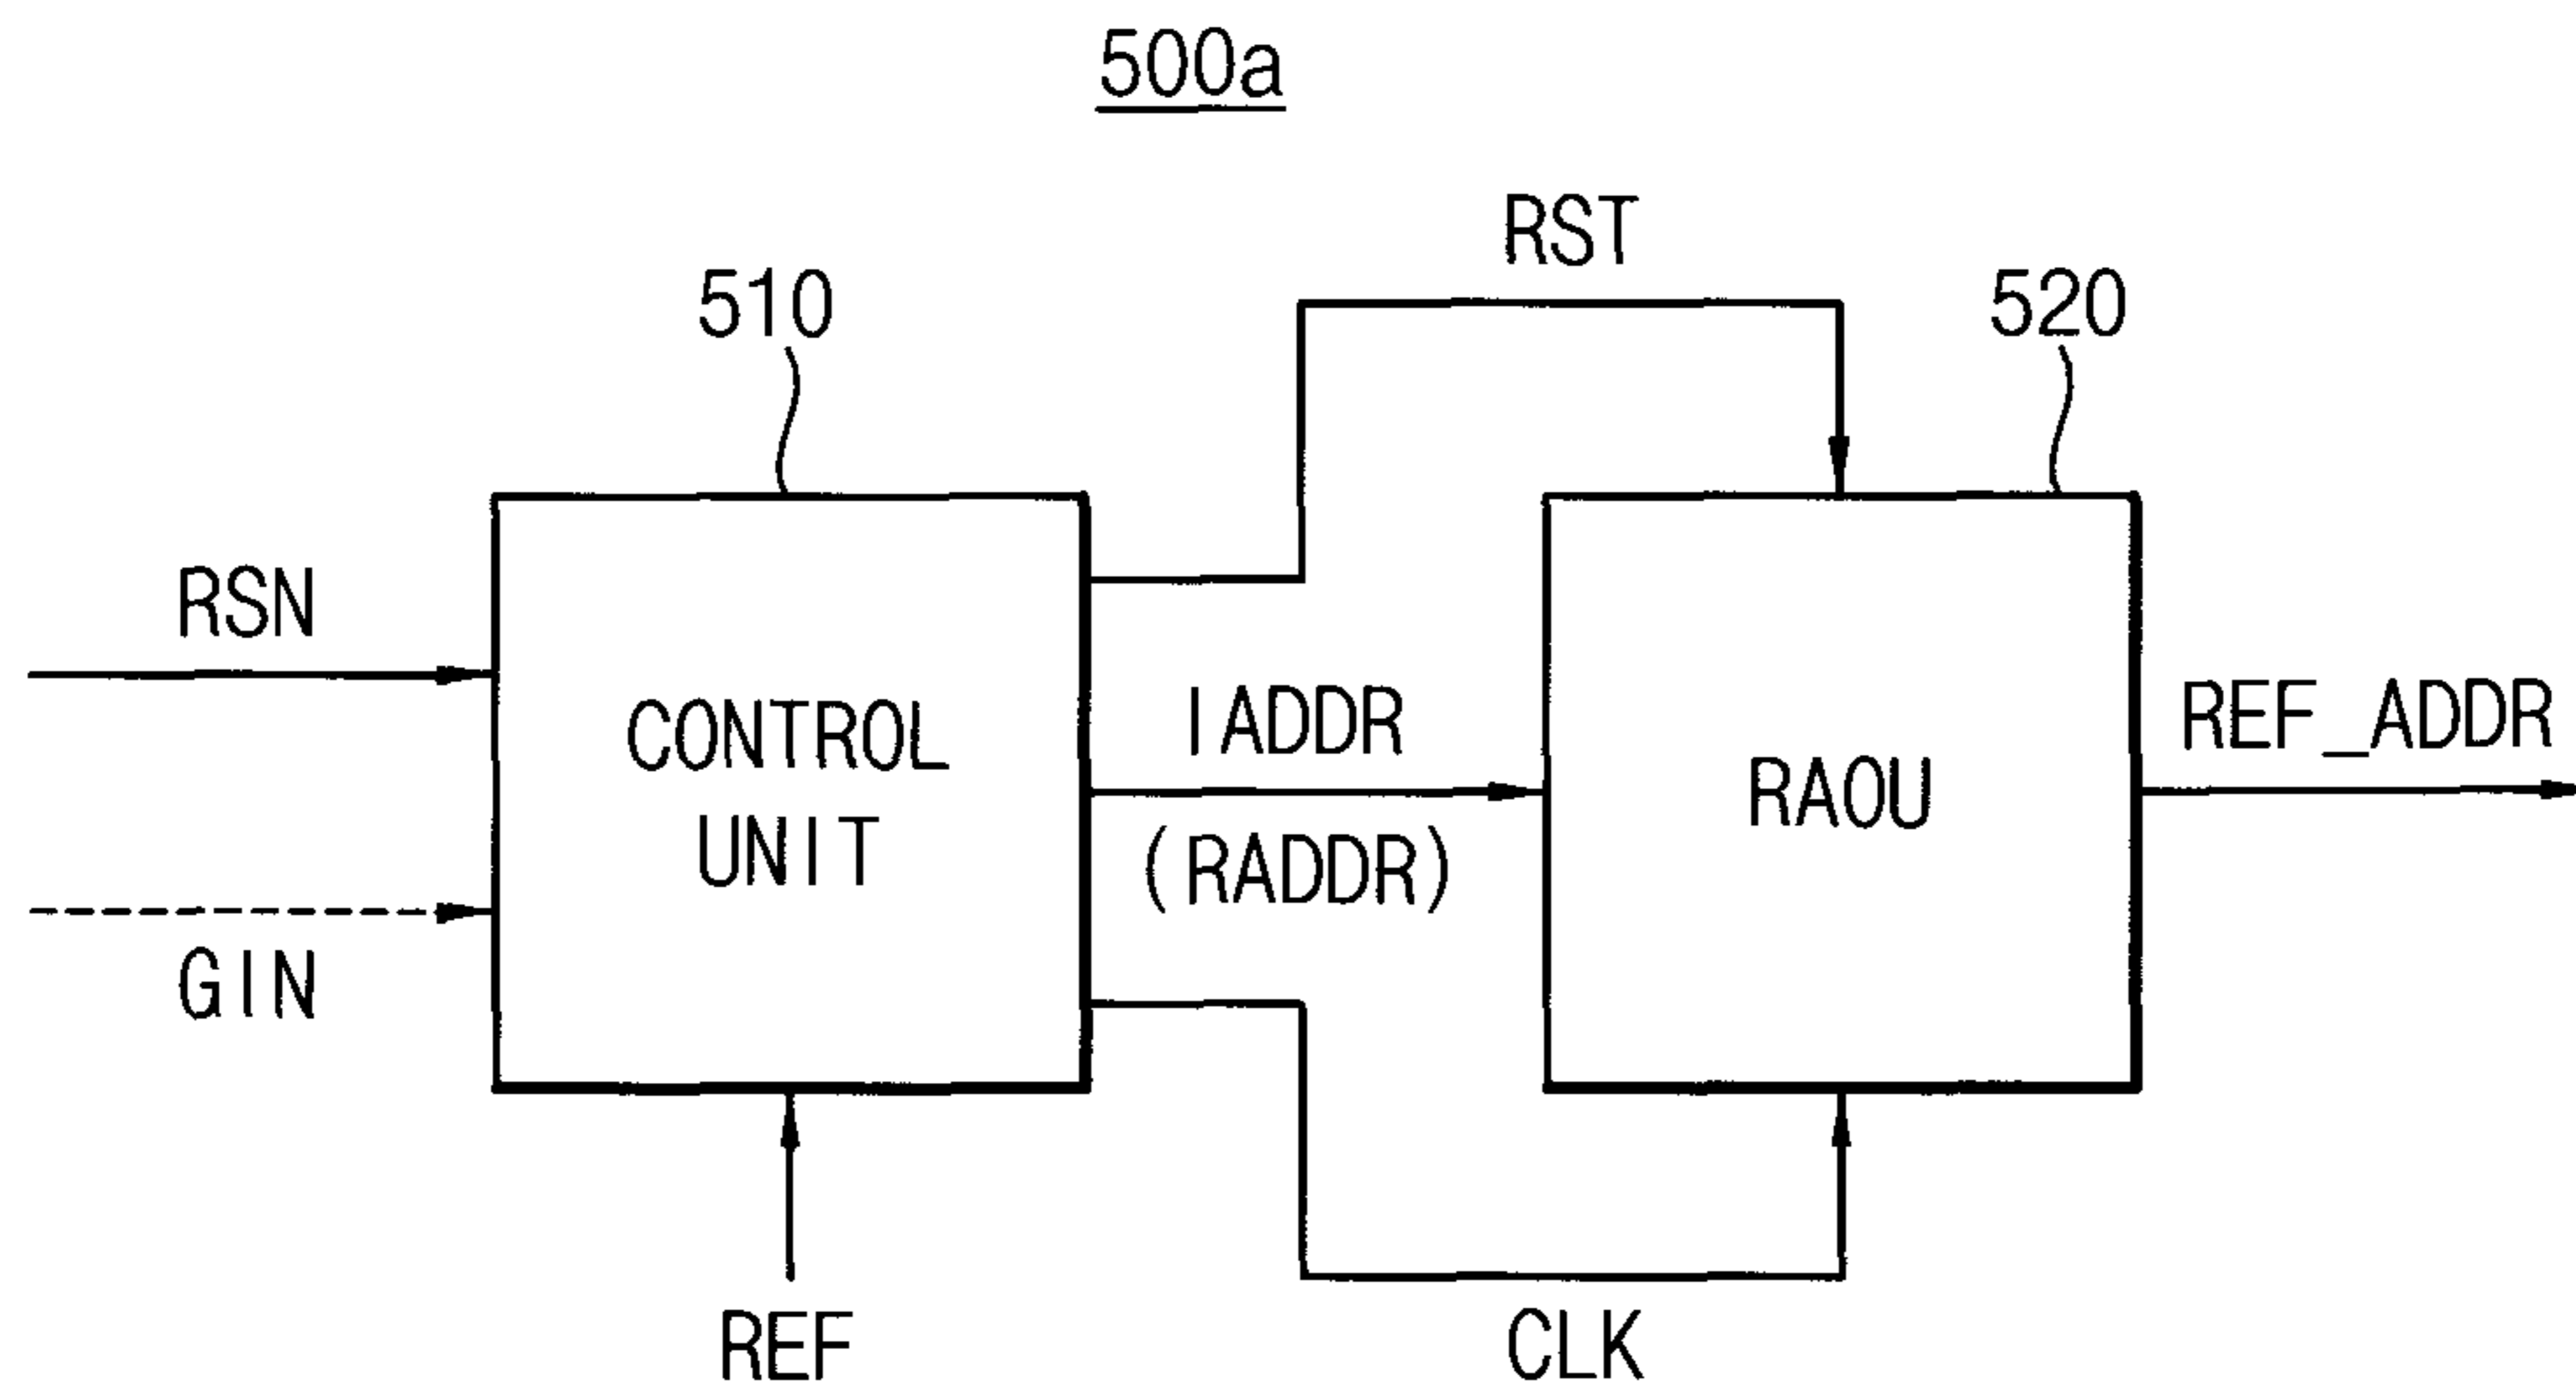 500a
RST
510
520
RSN
CONTROL
UNIT
IADDR
(RADDR)
RAOU
REF_ADDR
GIN
REF
CLK